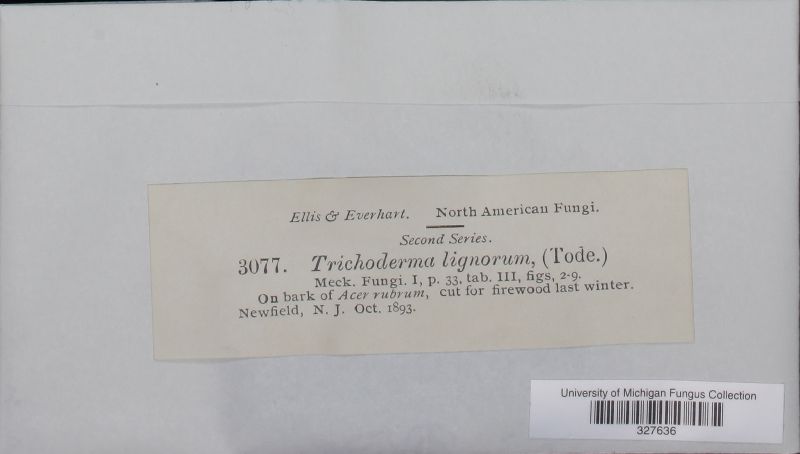 Ellis & Everhart. North American Fungi.
Second Series.
3077. Trichoderma lignorum, (Tode.)
Meck. Fungi. I, p. 33, tab. III, figs, 2-9.
On bark of Acer rubrum, cut for firewood last winter.
Newfield, N. J. Oct. 1893.
University of Michigan Fungus Collection
327636